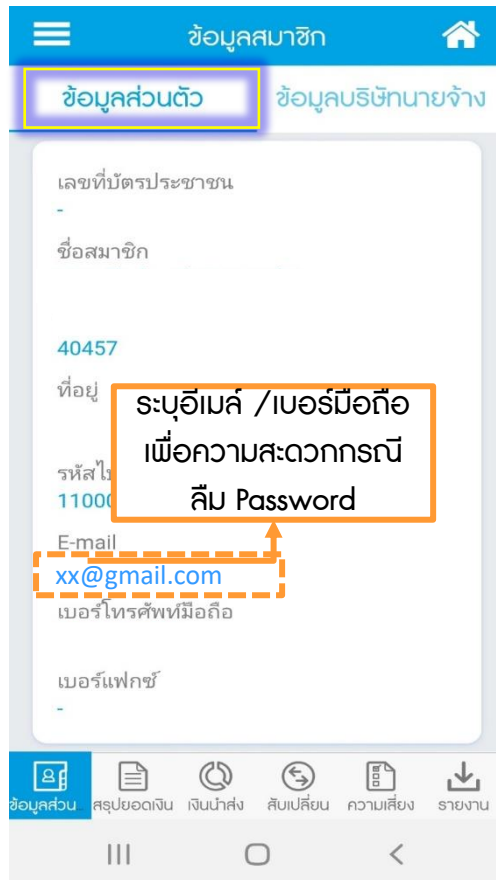 ข้อมูลสมาชิก
ข้อมูลส่วนตัว
ข้อมูลบริษัทนายจ้าง
เลขที่บัตรประชาชน
-
ชื่อสมาชิก
40457
ที่อยู่
ระบุอีเมล์ /เบอร์มือถือ
เพื่อความสะดวกกรณี
ลืม Password
11000
E-mail
xx@gmail.com
เบอร์โทรศัพท์มือถือ
เบอร์แฟกซ์
-
ข้อมูลส่วน
สรุปยอดเงิน
เงินนำส่ง
สับเปลี่ยน
ความเสี่ยง
รายงาน